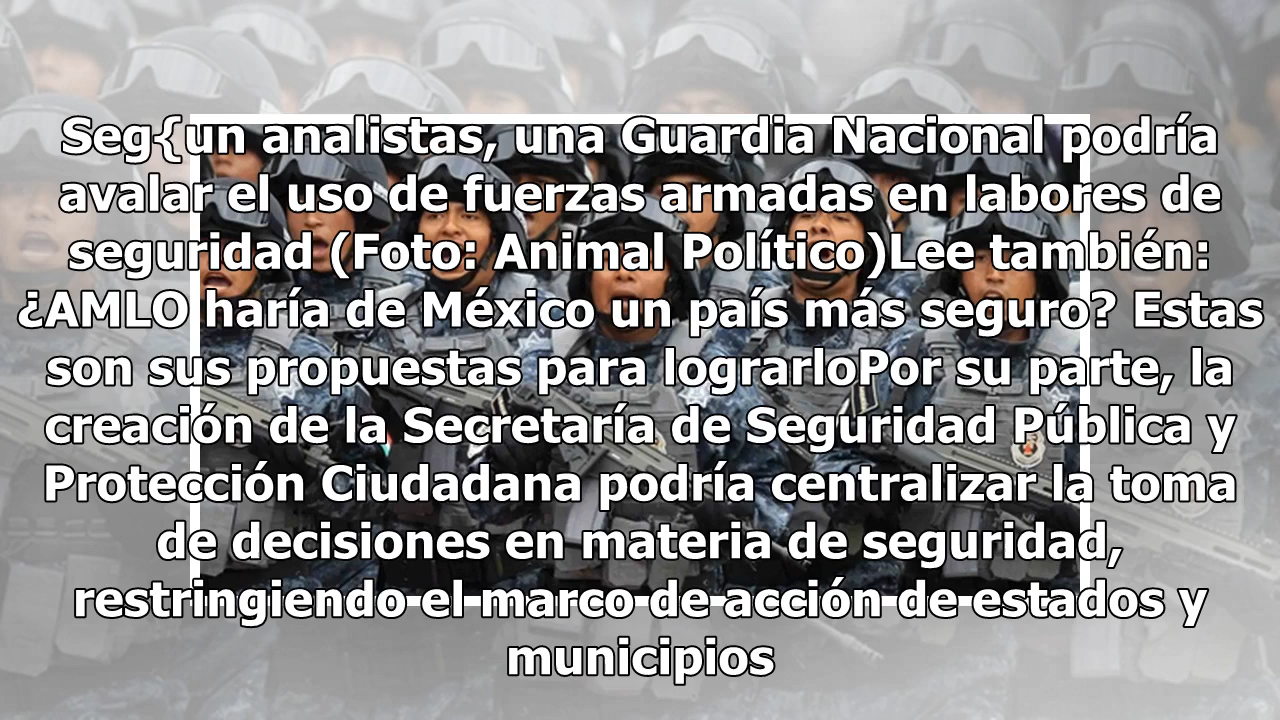 Seg{un analistas, una Guardia Nacional podría
avalar el uso de fuerzas armadas en labores de
seguridad (Foto: Animal Político)Lee también:
¿AMLO haría de México un país más seguro? Estas
son sus propuestas para lograrloPor su parte, la
creación de la Secretaría de Seguridad Pública y
Protección Ciudadana podría centralizar la toma
de decisiones en materia de seguridad,
restringiendo el marco de acción de estados y
municipios